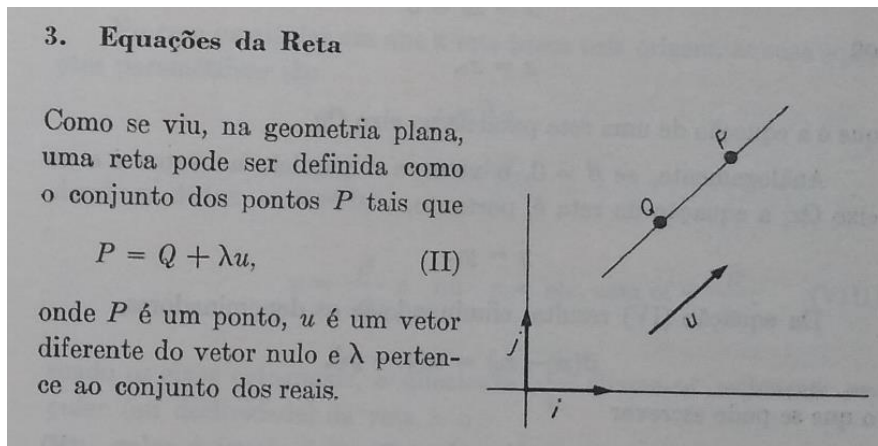 3. Equações da Reta
Como se viu, na geometria plana,
uma reta pode ser definida como
o conjunto dos pontos P tais que
P = Q + λu, (II)
onde P é um ponto, u é um vetor
diferente do vetor nulo e λ perten-
ce ao conjunto dos reais.
P
Q
u
j
i